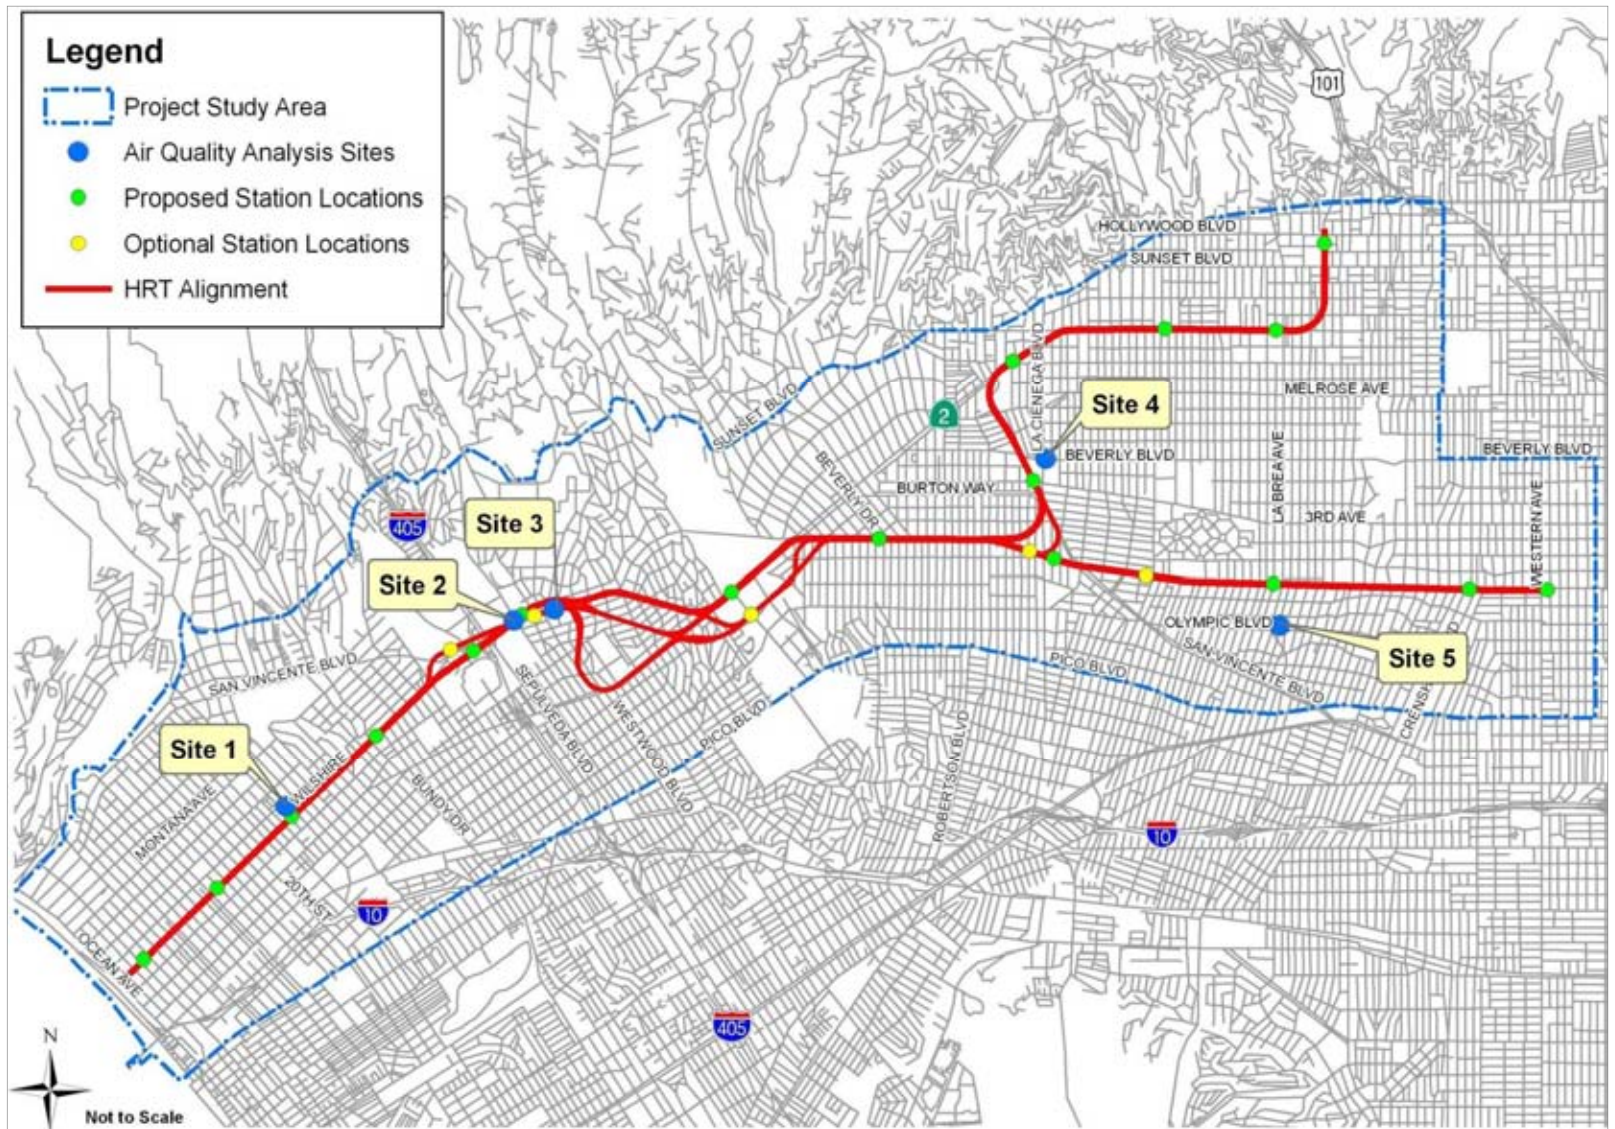 Legend
Project Study Area
Air Quality Analysis Sites
Proposed Station Locations
Optional Station Locations
HRT Alignment
101
HOLLYWOOD BLVD
SUNSET BLVD
LA CIENEGA BLVD
MELROSE AVE
SUNSET BLVD
2
Site 4
BEVERLY BLVD
BEVERLY BLVD
BEVERLY DR
BURTON WAY
LA BREA AVE
3RD AVE
WESTERN AVE
405
Site 3
Site 2
OLYMPIC BLVD
SAN VINCENTE BLVD
PICO BLVD
Site 5
SAN VINCENTE BLVD
SEPULVEDA BLVD
WESTWOOD BLVD
PICO BLVD
ROBERTSON BLVD
Site 1
WILSHIRE
MONTANA AVE
BUNDY DR
10
20TH ST
10
OCEAN AVE
405
N
Not to Scale